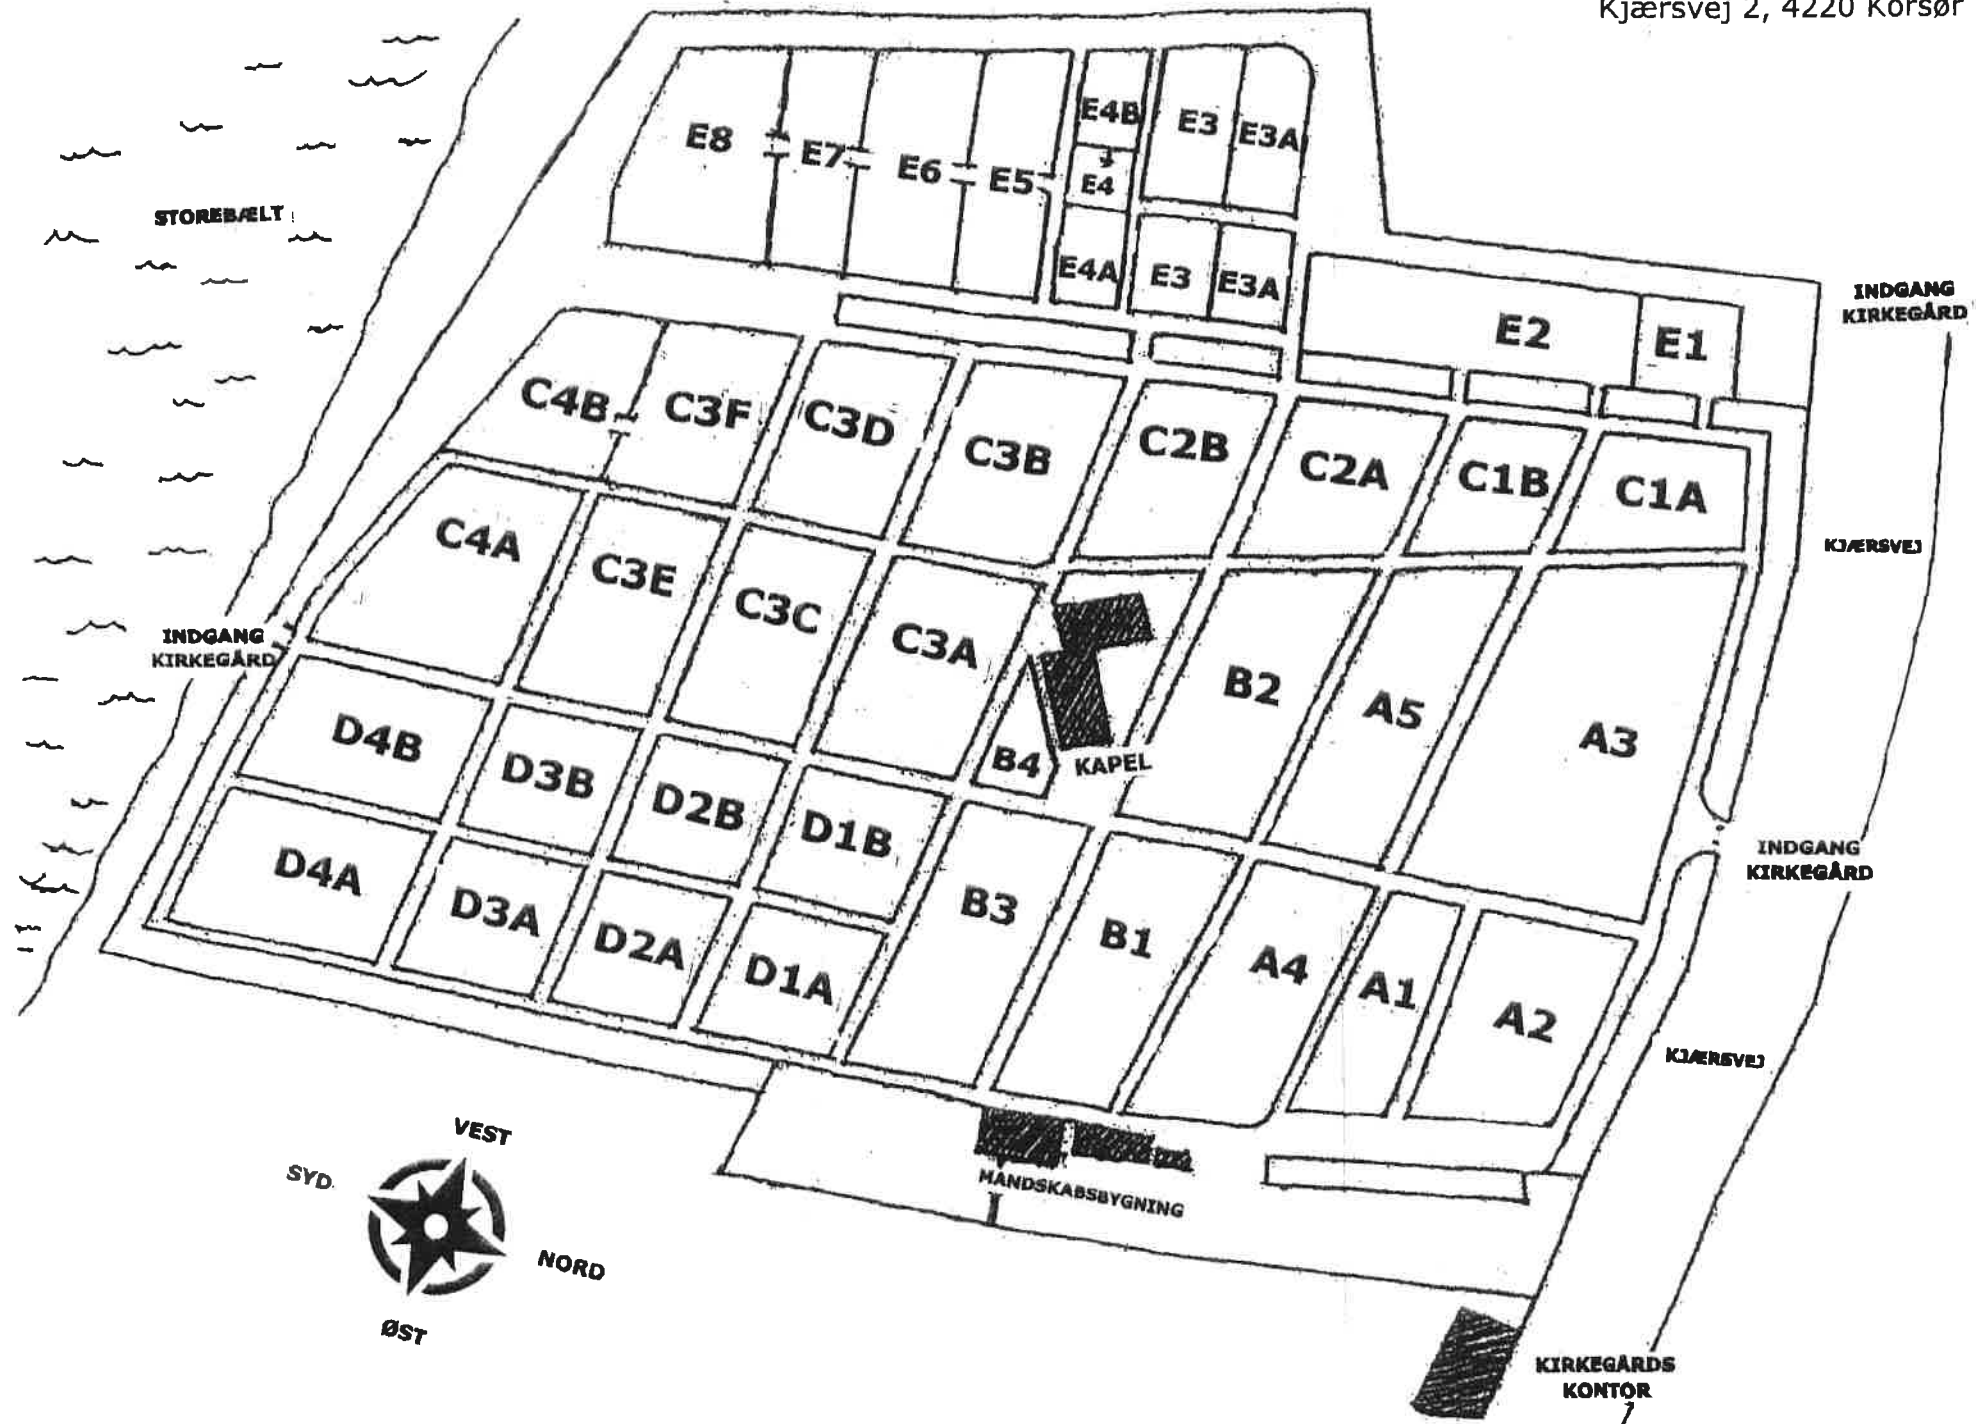 Kjærsvej 2, 4220 Korsør
E8
E7
E6
E5
E4B
E4
E4A
E3
E3A
E3
E3A
STOREBÆLT
E2
E1
INDGANG
KIRKEGÅRD
C4B
C3F
C3D
C3B
C2B
C2A
C1B
C1A
KJÆRSVEJ
C4A
C3E
C3C
C3A
INDGANG
KIRKEGÅRD
B2
A5
A3
B4
KAPEL
D4B
D3B
D2B
D1B
INDGANG
KIRKEGÅRD
D4A
D3A
D2A
D1A
B3
B1
A4
A1
A2
KJÆRSVEJ
MANDSKABSBYGNING
VEST
SYD
NORD
ØST
KIRKEGÅRDS
KONTOR